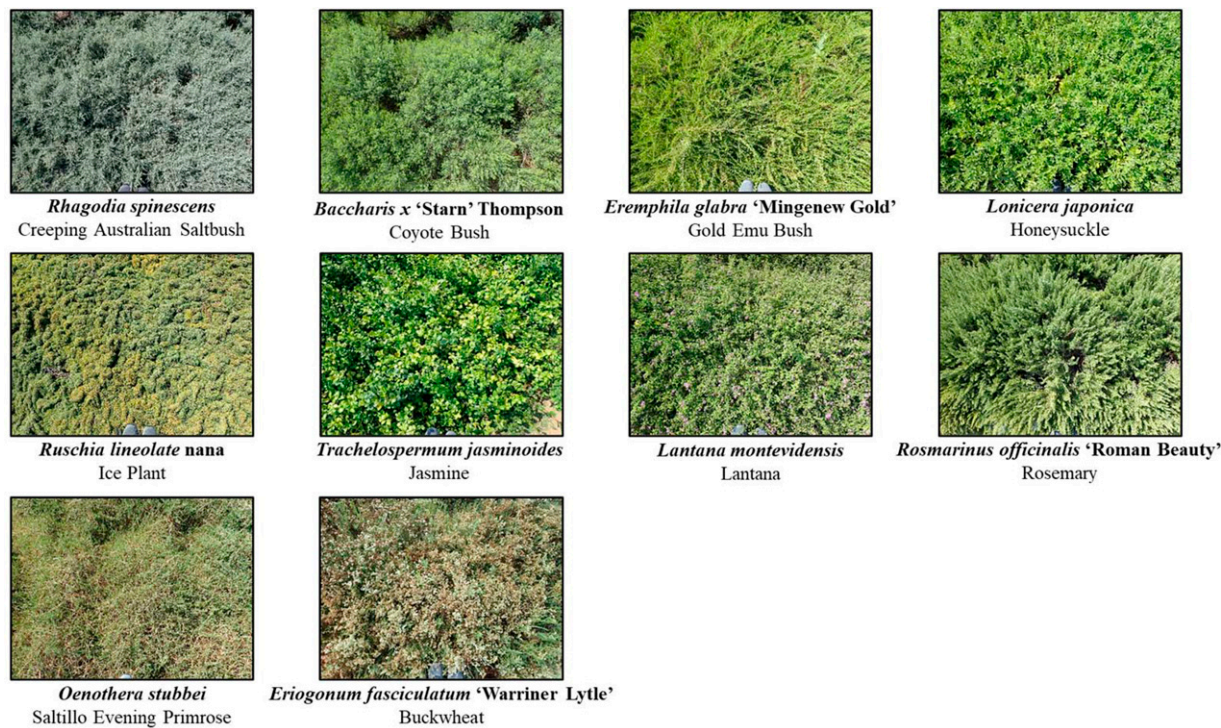 Rhagodia spinescens
Creeping Australian Saltbush
Baccharis x ‘Starn’ Thompson
Coyote Bush
Eremphila glabra ‘Mingenew Gold’
Gold Emu Bush
Lonicera japonica
Honeysuckle
Ruschia lineolate nana
Ice Plant
Trachelospermum jasminoides
Jasmine
Lantana montevidensis
Lantana
Rosmarinus officinalis ‘Roman Beauty’
Rosemary
Oenothera stubbei
Saltillo Evening Primrose
Eriogonum fasciculatum ‘Warriner Lytle’
Buckwheat